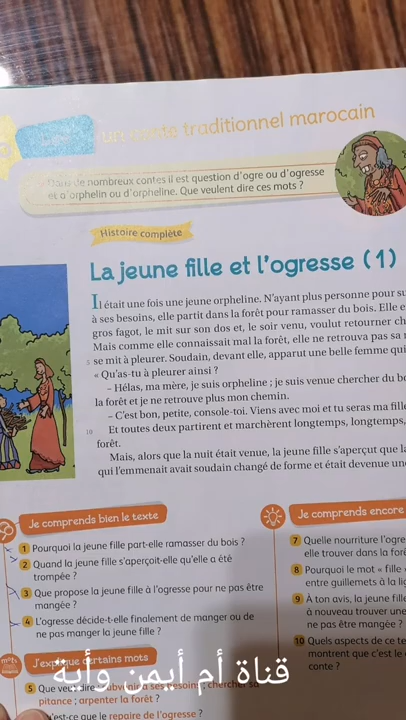 un conte traditionnel marocain
Dans de nombreux contes il est question d'ogre ou d'ogresse
et d'orphelin ou d'orpheline. Que veulent dire ces mots ?
Histoire complète
La jeune fille et l'ogresse (1)
Il était une fois une jeune orpheline. N'ayant plus personne pour
à ses besoins, elle partit dans la forêt pour ramasser du bois. Elle
gros fagot, le mit sur son dos et, le soir venu, voulut retourner
Mais comme elle connaissait mal la forêt, elle ne retrouva pas sa
5 se mit à pleurer. Soudain, devant elle, apparut une belle femme qui
« Qu'as-tu à pleurer ainsi ?
– Hélas, ma mère, je suis orpheline ; je suis venue chercher du
la forêt et je ne retrouve plus mon chemin.
– C'est bon, petite, console-toi. Viens avec moi et tu seras ma
10 Et toutes deux partirent et marchèrent longtemps, longtemps,
forêt.
Mais, alors que la nuit était venue, la jeune fille s'aperçut que
qui l'emmenait avait soudain changé de forme et était devenue
Je comprends bien le texte
1 Pourquoi la jeune fille part-elle ramasser du bois ?
2 Quand la jeune fille s'aperçoit-elle qu'elle a été
trompée ?
3 Que propose la jeune fille à l'ogresse pour ne pas être
mangée ?
4 L'ogresse décide-t-elle finalement de manger ou de
ne pas manger la jeune fille ?
mots
J'explique certains mots
5 Que veut dire subvenir à ses besoins ; chercher sa
pitance ; arpenter la forêt ?
qu'est-ce que le repaire de l'ogresse ?
Je comprends encore
7 Quelle nourriture
elle trouver dans la
8 Pourquoi le mot «
entre guillemets à la
9 À ton avis, la jeune
à nouveau trouver
ne pas être mangée ?
10 Quels aspects de ce
montrent que c'est le
conte ?
قناة أم أيمن وأية